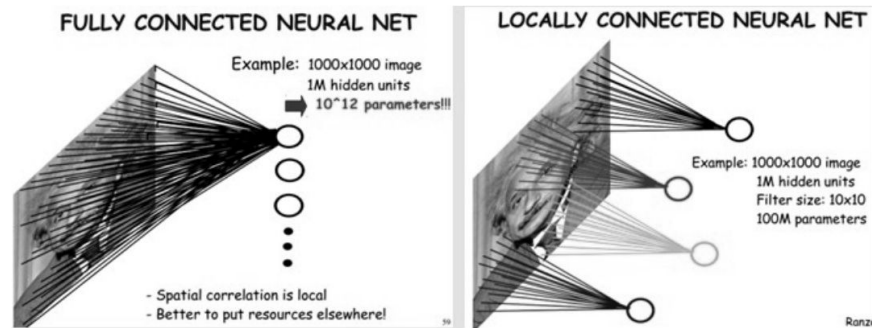 FULLY CONNECTED NEURAL NET
Example: 1000x1000 image
1M hidden units
10^12 parameters!!!
- Spatial correlation is local
- Better to put resources elsewhere!
59
LOCALLY CONNECTED NEURAL NET
Example: 1000x1000 image
1M hidden units
Filter size: 10x10
100M parameters